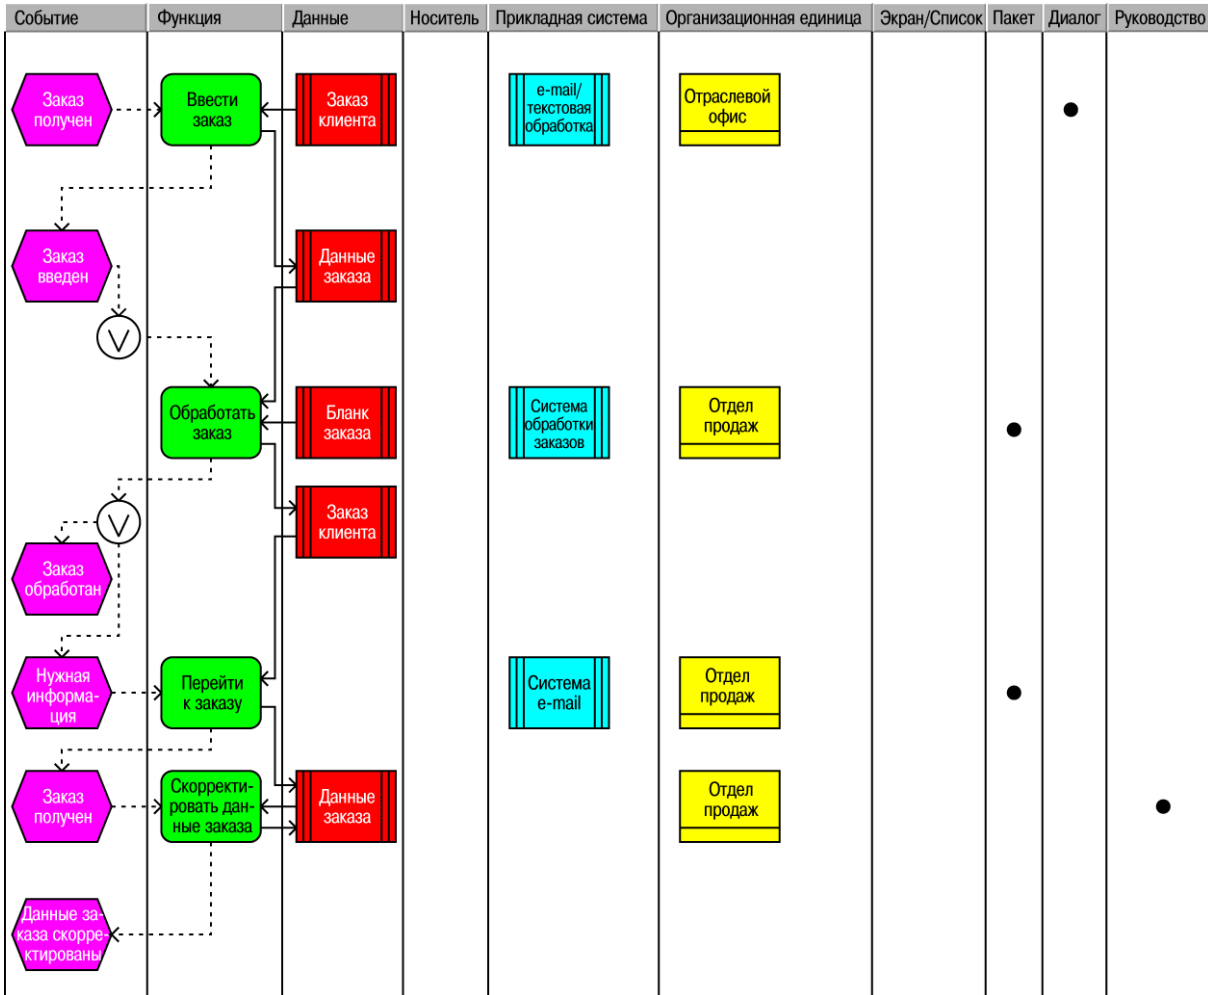 Событие
Функция
Данные
Носитель
Прикладная система
Организационная единица
Экран/Список
Пакет
Диалог
Руководство
Заказ
получен
Ввести
заказ
Заказ
клиента
e-mail/
текстовая
обработка
Отраслевой
офис
Заказ
введен
Данные
заказа
Обработать
заказ
Бланк
заказа
Система
обработки
заказов
Отдел
продаж
Заказ
клиента
Заказ
обработан
Нужная
информа-
ция
Перейти
к заказу
Система
e-mail
Отдел
продаж
Заказ
получен
Скорректи-
ровать дан-
ные заказа
Данные
заказа
Отдел
продаж
Данные за-
каза скорре-
ктированы